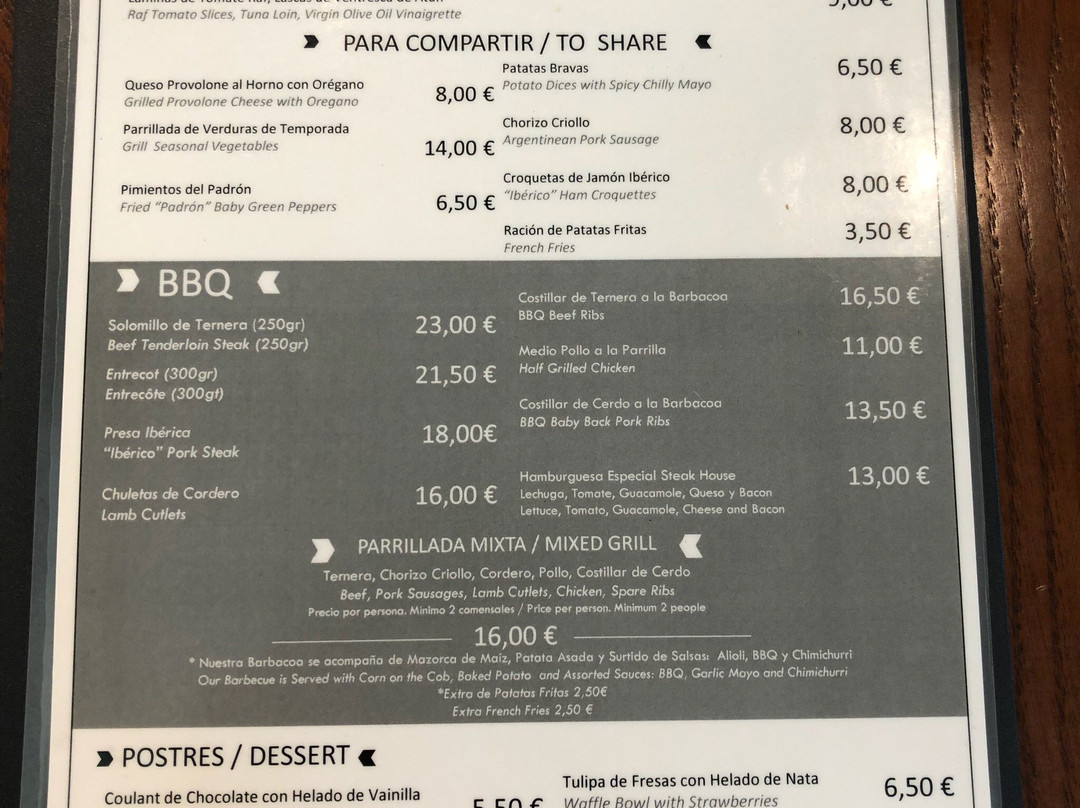 Raf Tomato Slices, Tuna Loin, Virgin Olive Oil Vinaigrette
PARA COMPARTIR / TO SHARE
Queso Provolone al Horno con Orégano
Grilled Provolone Cheese with Oregano
8,00 €
Parrillada de Verduras de Temporada
Grill Seasonal Vegetables
14,00 €
Pimientos del Padrón
Fried "Padrón" Baby Green Peppers
6,50 €
Patatas Bravas
Potato Dices with Spicy Chilly Mayo
6,50 €
Chorizo Criollo
Argentinean Pork Sausage
8,00 €
Croquetas de Jamón Ibérico
"Ibérico" Ham Croquettes
8,00 €
Ración de Patatas Fritas
French Fries
3,50 €
BBQ
Solomillo de Ternera (250gr)
Beef Tenderloin Steak (250gr)
23,00 €
Entrecot (300gr)
Entrecôte (300gt)
21,50 €
Presa Ibérica
"Ibérico" Pork Steak
18,00€
Chuletas de Cordero
Lamb Cutlets
16,00 €
Costillar de Ternera a la Barbacoa
BBQ Beef Ribs
16,50 €
Medio Pollo a la Parrilla
Half Grilled Chicken
11,00 €
Costillar de Cerdo a la Barbacoa
BBQ Baby Back Pork Ribs
13,50 €
Hamburguesa Especial Steak House
Lechuga, Tomate, Guacamole, Queso y Bacon
Lettuce, Tomato, Guacamole, Cheese and Bacon
13,00 €
PARRILLADA MIXTA / MIXED GRILL
Ternera, Chorizo Criollo, Cordero, Pollo, Costillar de Cerdo
Beef, Pork Sausages, Lamb Cutlets, Chicken, Spare Ribs
Precio por persona. Mínimo 2 comensales / Price per person. Minimum 2 people
16,00 €
* Nuestra Barbacoa se acompaña de Mazorca de Maíz, Patata Asada y Surtido de Salsas: Alioli, BBQ y Chimichurri
Our Barbecue is Served with Corn on the Cob, Baked Potato and Assorted Sauces: BBQ, Garlic Mayo and Chimichurri
*Extra de Patatas Fritas 2,50€
Extra French Fries 2,50 €
POSTRES / DESSERT
Coulant de Chocolate con Helado de Vainilla
5,50 €
Tulipa de Fresas con Helado de Nata
Waffle Bowl with Strawberries
6,50 €